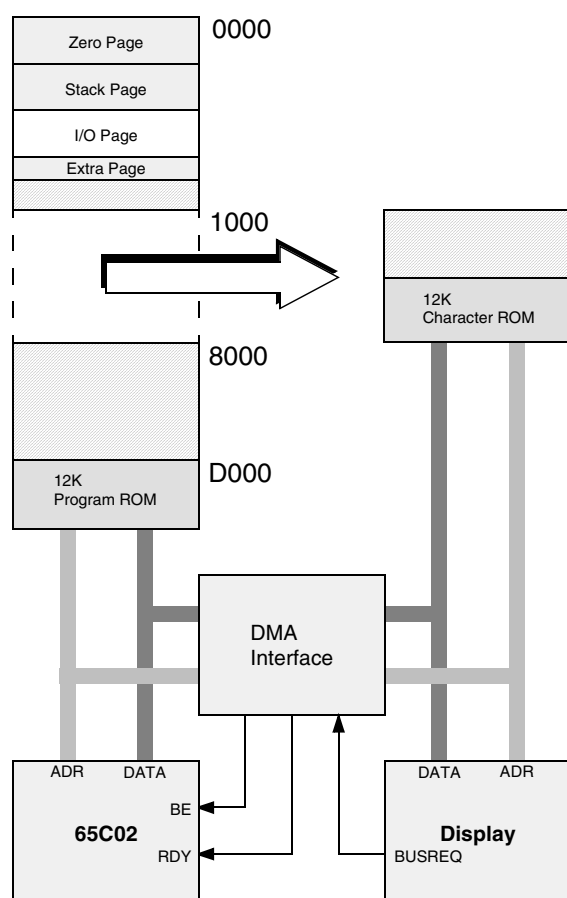 Zero Page
0000
Stack Page
I/O Page
Extra Page
1000
12K
Character ROM
8000
12K
Program ROM
D000
DMA
Interface
ADR DATA
BE
65C02
RDY
DATA ADR
Display
BUSREQ